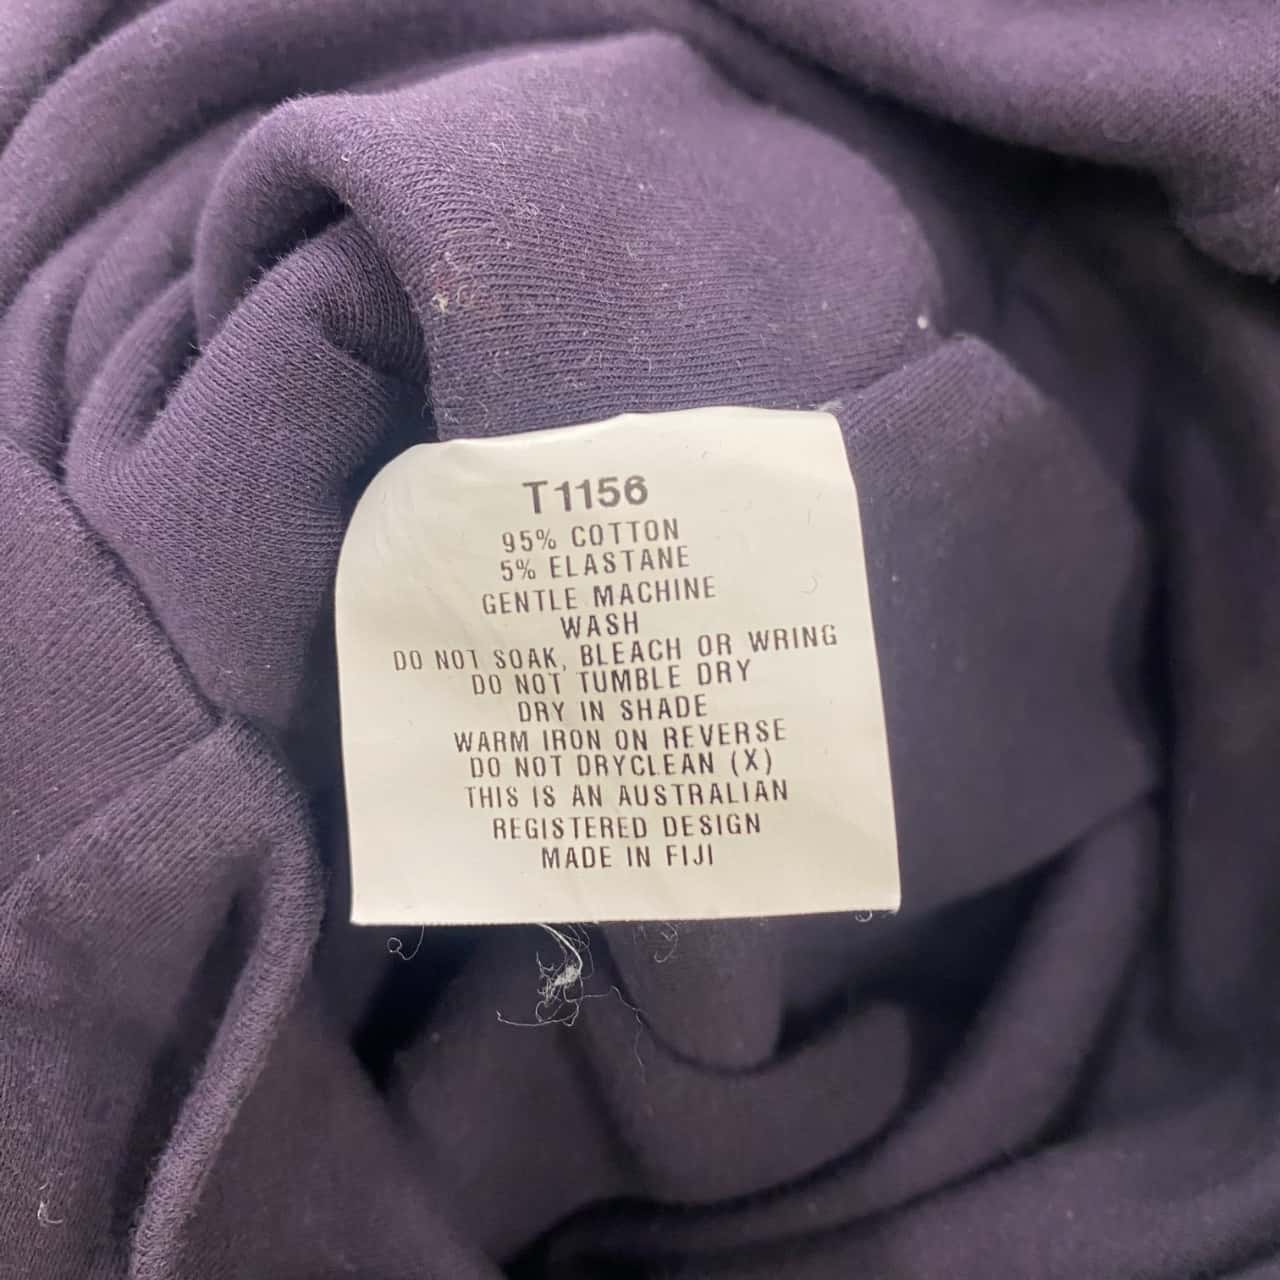 T1156
95% COTTON
5% ELASTANE
GENTLE MACHINE
WASH
DO NOT SOAK, BLEACH OR WRING
DO NOT TUMBLE DRY
DRY IN SHADE
WARM IRON ON REVERSE
DO NOT DRYCLEAN (X)
THIS IS AN AUSTRALIAN
REGISTERED DESIGN
MADE IN FIJI